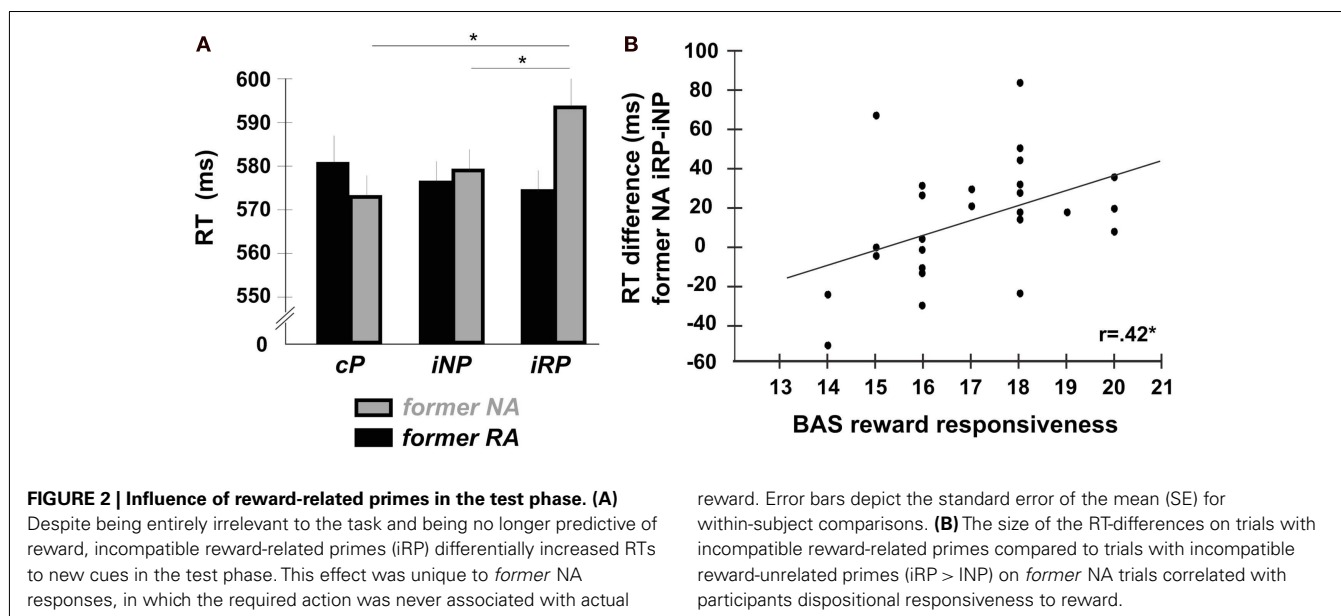 A
*
*
600
590
580
570
560
550
0
RT (ms)
cP iNP iRP
former NA
former RA
B
100
80
60
40
20
0
-20
-40
-60
RT difference (ms)
former NA iRP-iNP
r=.42*
13 14 15 16 17 18 19 20 21
BAS reward responsiveness
FIGURE 2 | Influence of reward-related primes in the test phase. (A)
Despite being entirely irrelevant to the task and being no longer predictive of
reward, incompatible reward-related primes (iRP) differentially increased RTs
to new cues in the test phase. This effect was unique to former NA
responses, in which the required action was never associated with actual
reward. Error bars depict the standard error of the mean (SE) for
within-subject comparisons. (B) The size of the RT-differences on trials with
incompatible reward-related primes compared to trials with incompatible
reward-unrelated primes (iRP > INP) on former NA trials correlated with
participants dispositional responsiveness to reward.